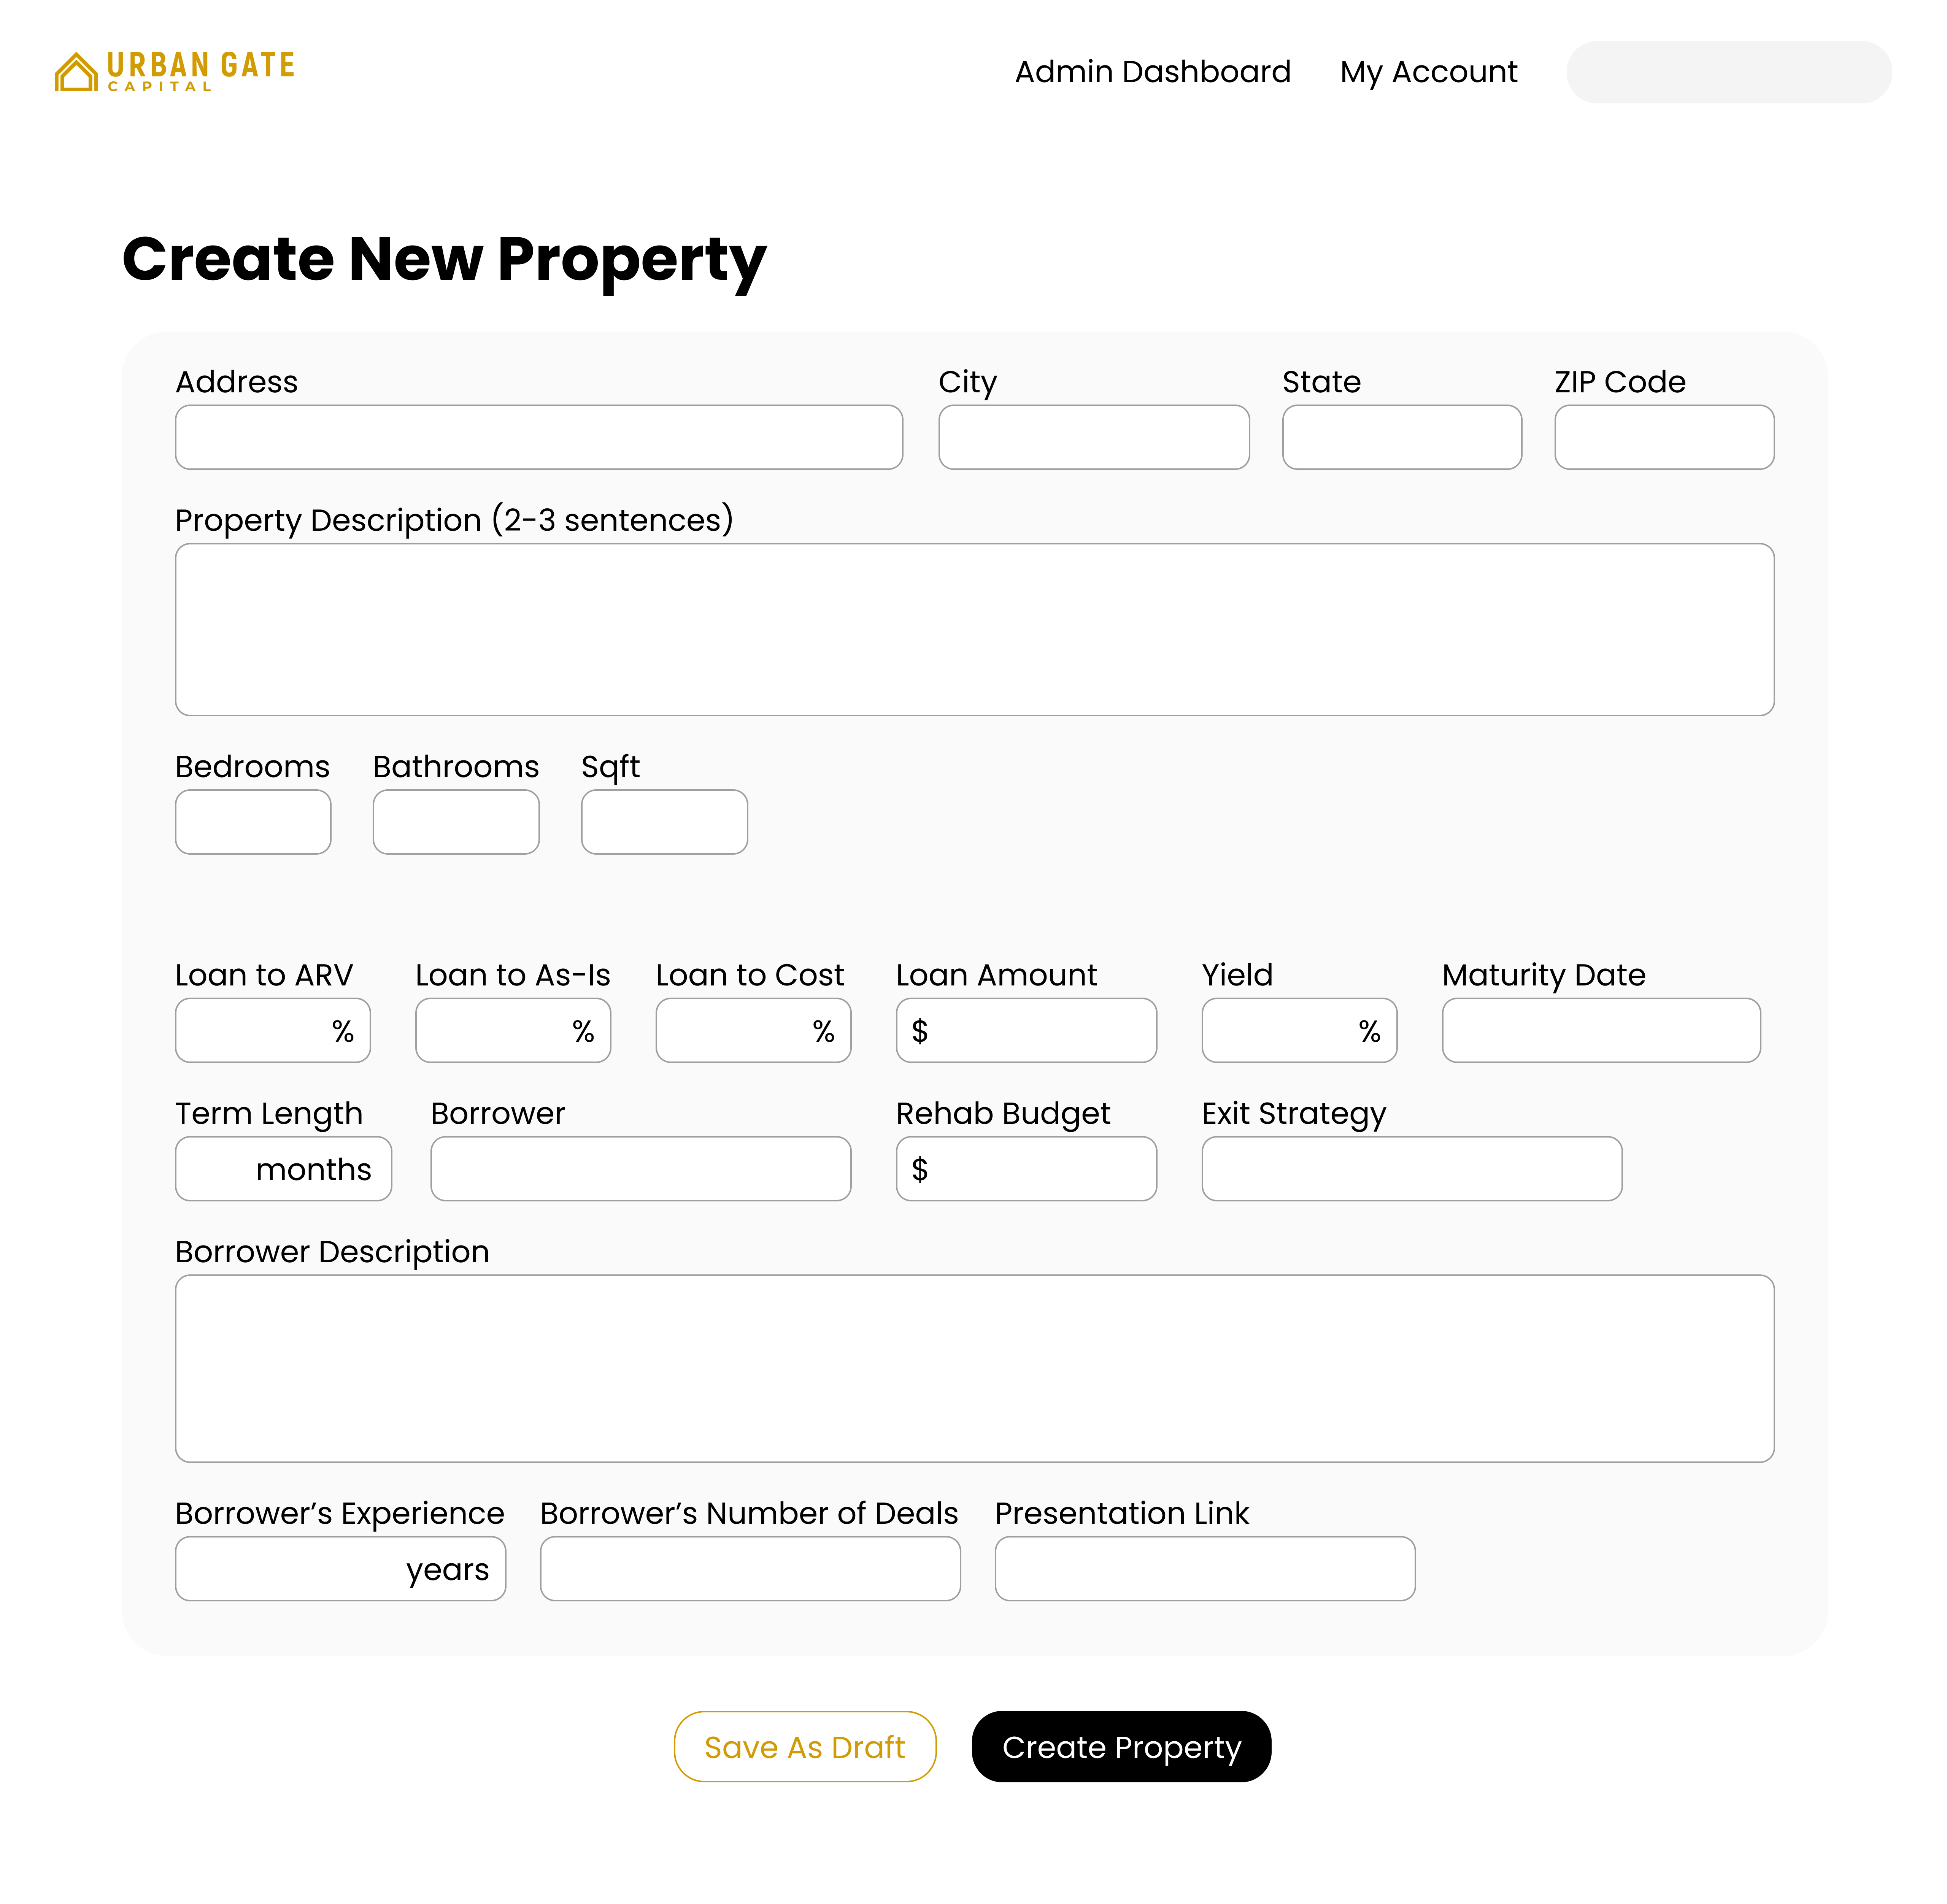 URBAN GATE
CAPITAL
Admin Dashboard My Account
Create New Property
Address City State ZIP Code
Property Description (2-3 sentences)
Bedrooms Bathrooms Sqft
Loan to ARV Loan to As-Is Loan to Cost Loan Amount Yield Maturity Date
% % % $ %
Term Length Borrower Rehab Budget Exit Strategy
months $
Borrower Description
Borrower’s Experience Borrower’s Number of Deals Presentation Link
years
Save As Draft Create Property